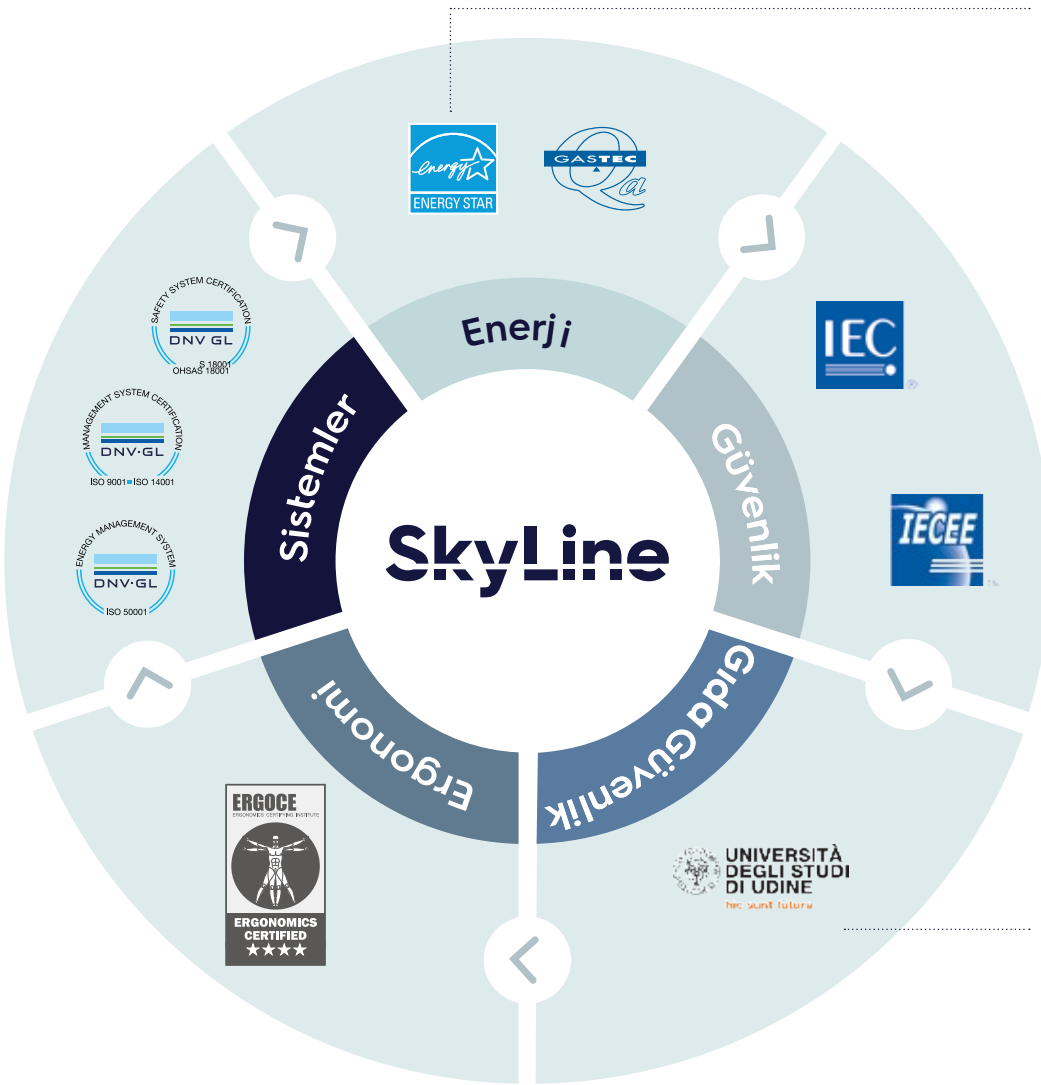 energy
ENERGY STAR
GASTEC
Qa
Enerji
SAFETY SYSTEM CERTIFICATION
DNV GL
S 18001
OHSAS 18001
MANAGEMENT SYSTEM CERTIFICATION
DNV·GL
ISO 9001 ISO 14001
ENERGY MANAGEMENT SYSTEM
DNV·GL
ISO 50001
Sistemler
IEC
®
Güvenlik
IECEE
SkyLine
Ergonomi
Gıda Güvenlik
ERGOCE
ERGONOMICS CERTIFYING INSTITUTE
ERGONOMICS
CERTIFIED
UNIVERSITÀ
DEGLI STUDI
DI UDINE
hic sunt futura